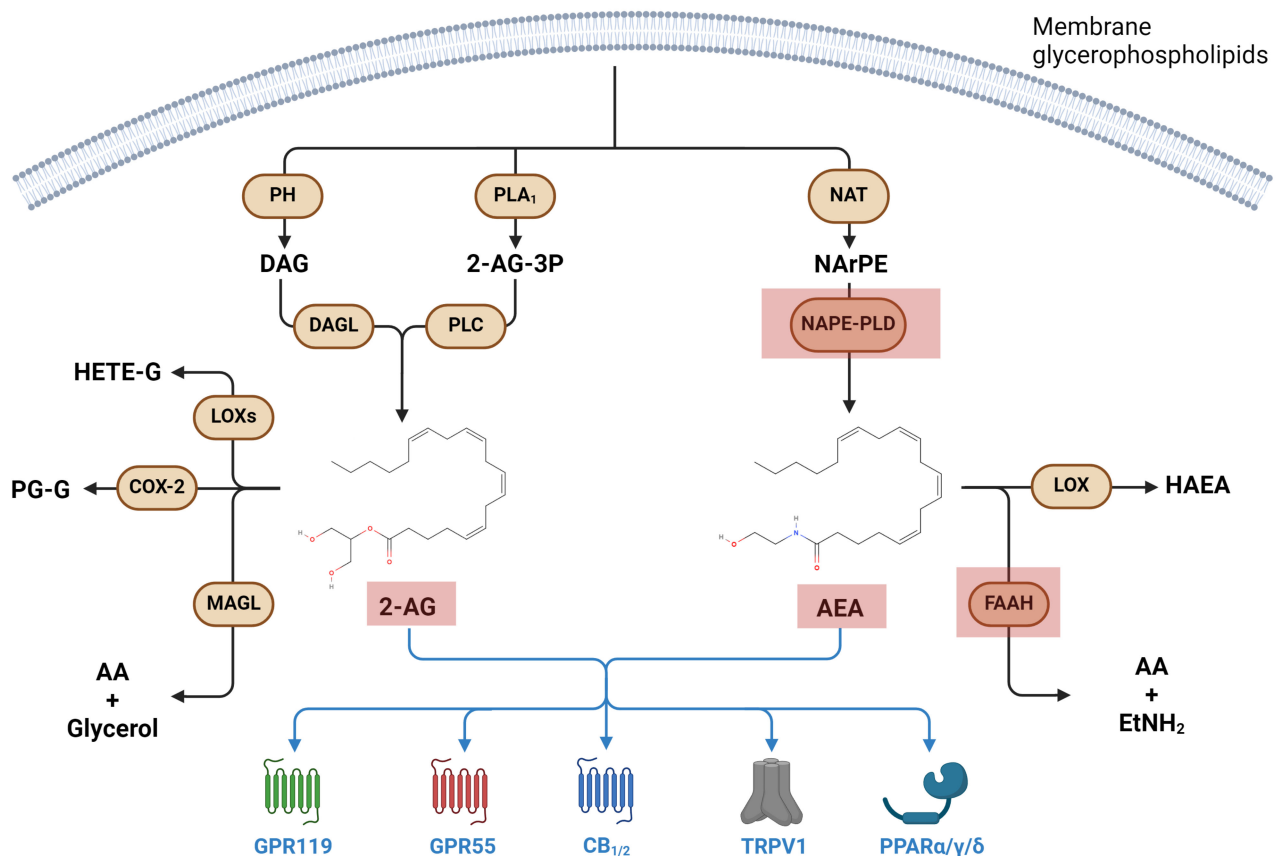 Membrane
glycerophospholipids
PH
PLA₁
NAT
DAG
2-AG-3P
NArPE
DAGL
PLC
NAPE-PLD
HETE-G
LOXs
PG-G
COX-2
LOX
HAEA
H
O
O
O
O
H
H
N
H
O
O
MAGL
2-AG
AEA
FAAH
AA
+
Glycerol
AA
+
EtNH₂
GPR119
GPR55
CB₁/₂
TRPV1
PPARα/γ/δ